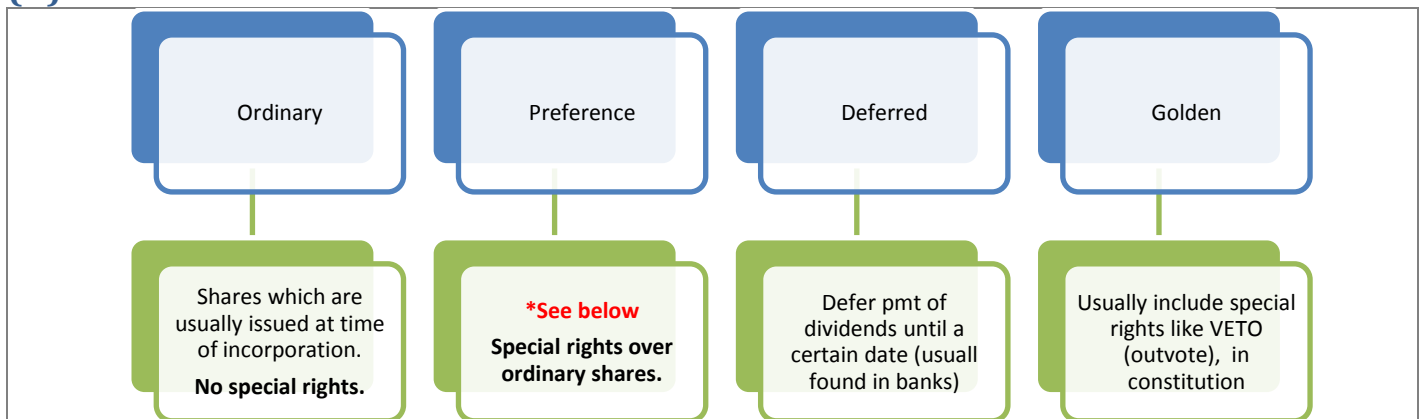 Ordinary
Preference
Deferred
Golden
Shares which are
usually issued at time
of incorporation.
No special rights.
*See below
Special rights over
ordinary shares.
Defer pmt of
dividends until a
certain date (usuall
found in banks)
Usually include special
rights like VETO
(outvote), in
constitution